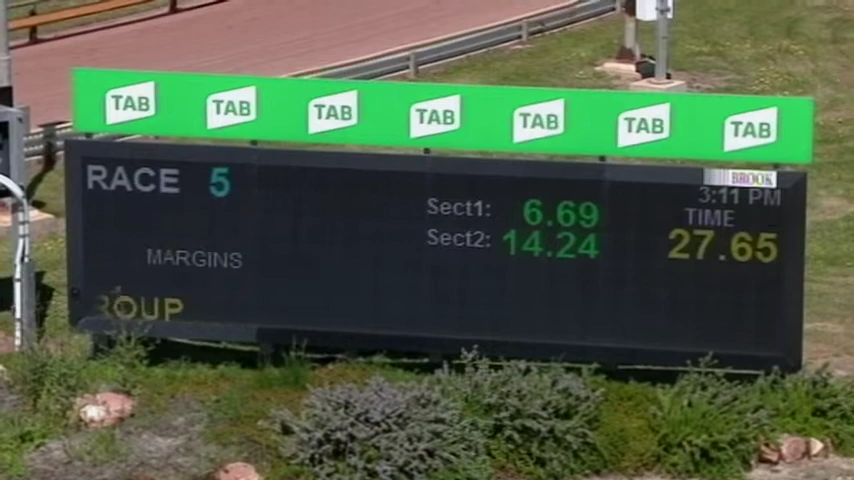 TAB TAB TAB TAB TAB TAB TAB
BROOK
RACE 5
3:11 PM
Sect1: 6.69
TIME
Sect2: 14.24
27.65
MARGINS
ROUP